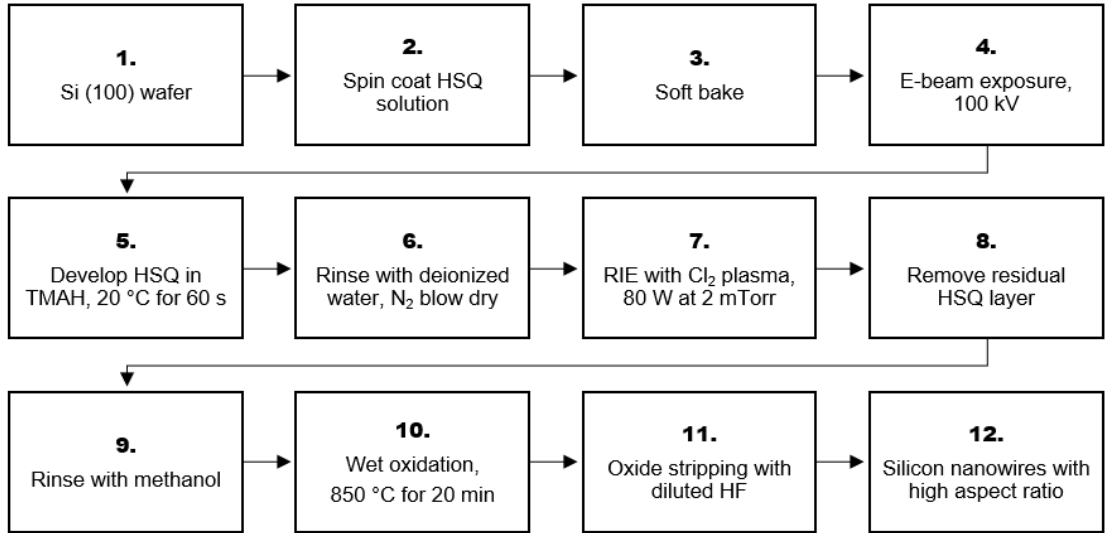 1.
Si (100) wafer
2.
Spin coat HSQ
solution
3.
Soft bake
4.
E-beam exposure,
100 kV
5.
Develop HSQ in
TMAH, 20 °C for 60 s
6.
Rinse with deionized
water, N₂ blow dry
7.
RIE with Cl₂ plasma,
80 W at 2 mTorr
8.
Remove residual
HSQ layer
9.
Rinse with methanol
10.
Wet oxidation,
850 °C for 20 min
11.
Oxide stripping with
diluted HF
12.
Silicon nanowires with
high aspect ratio